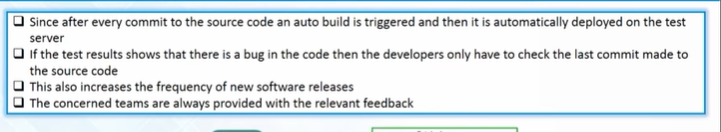 ❑ Since after every commit to the source code an auto build is triggered and then it is automatically deployed on the test
server
❑ If the test results shows that there is a bug in the code then the developers only have to check the last commit made to
the source code
❑ This also increases the frequency of new software releases
❑ The concerned teams are always provided with the relevant feedback